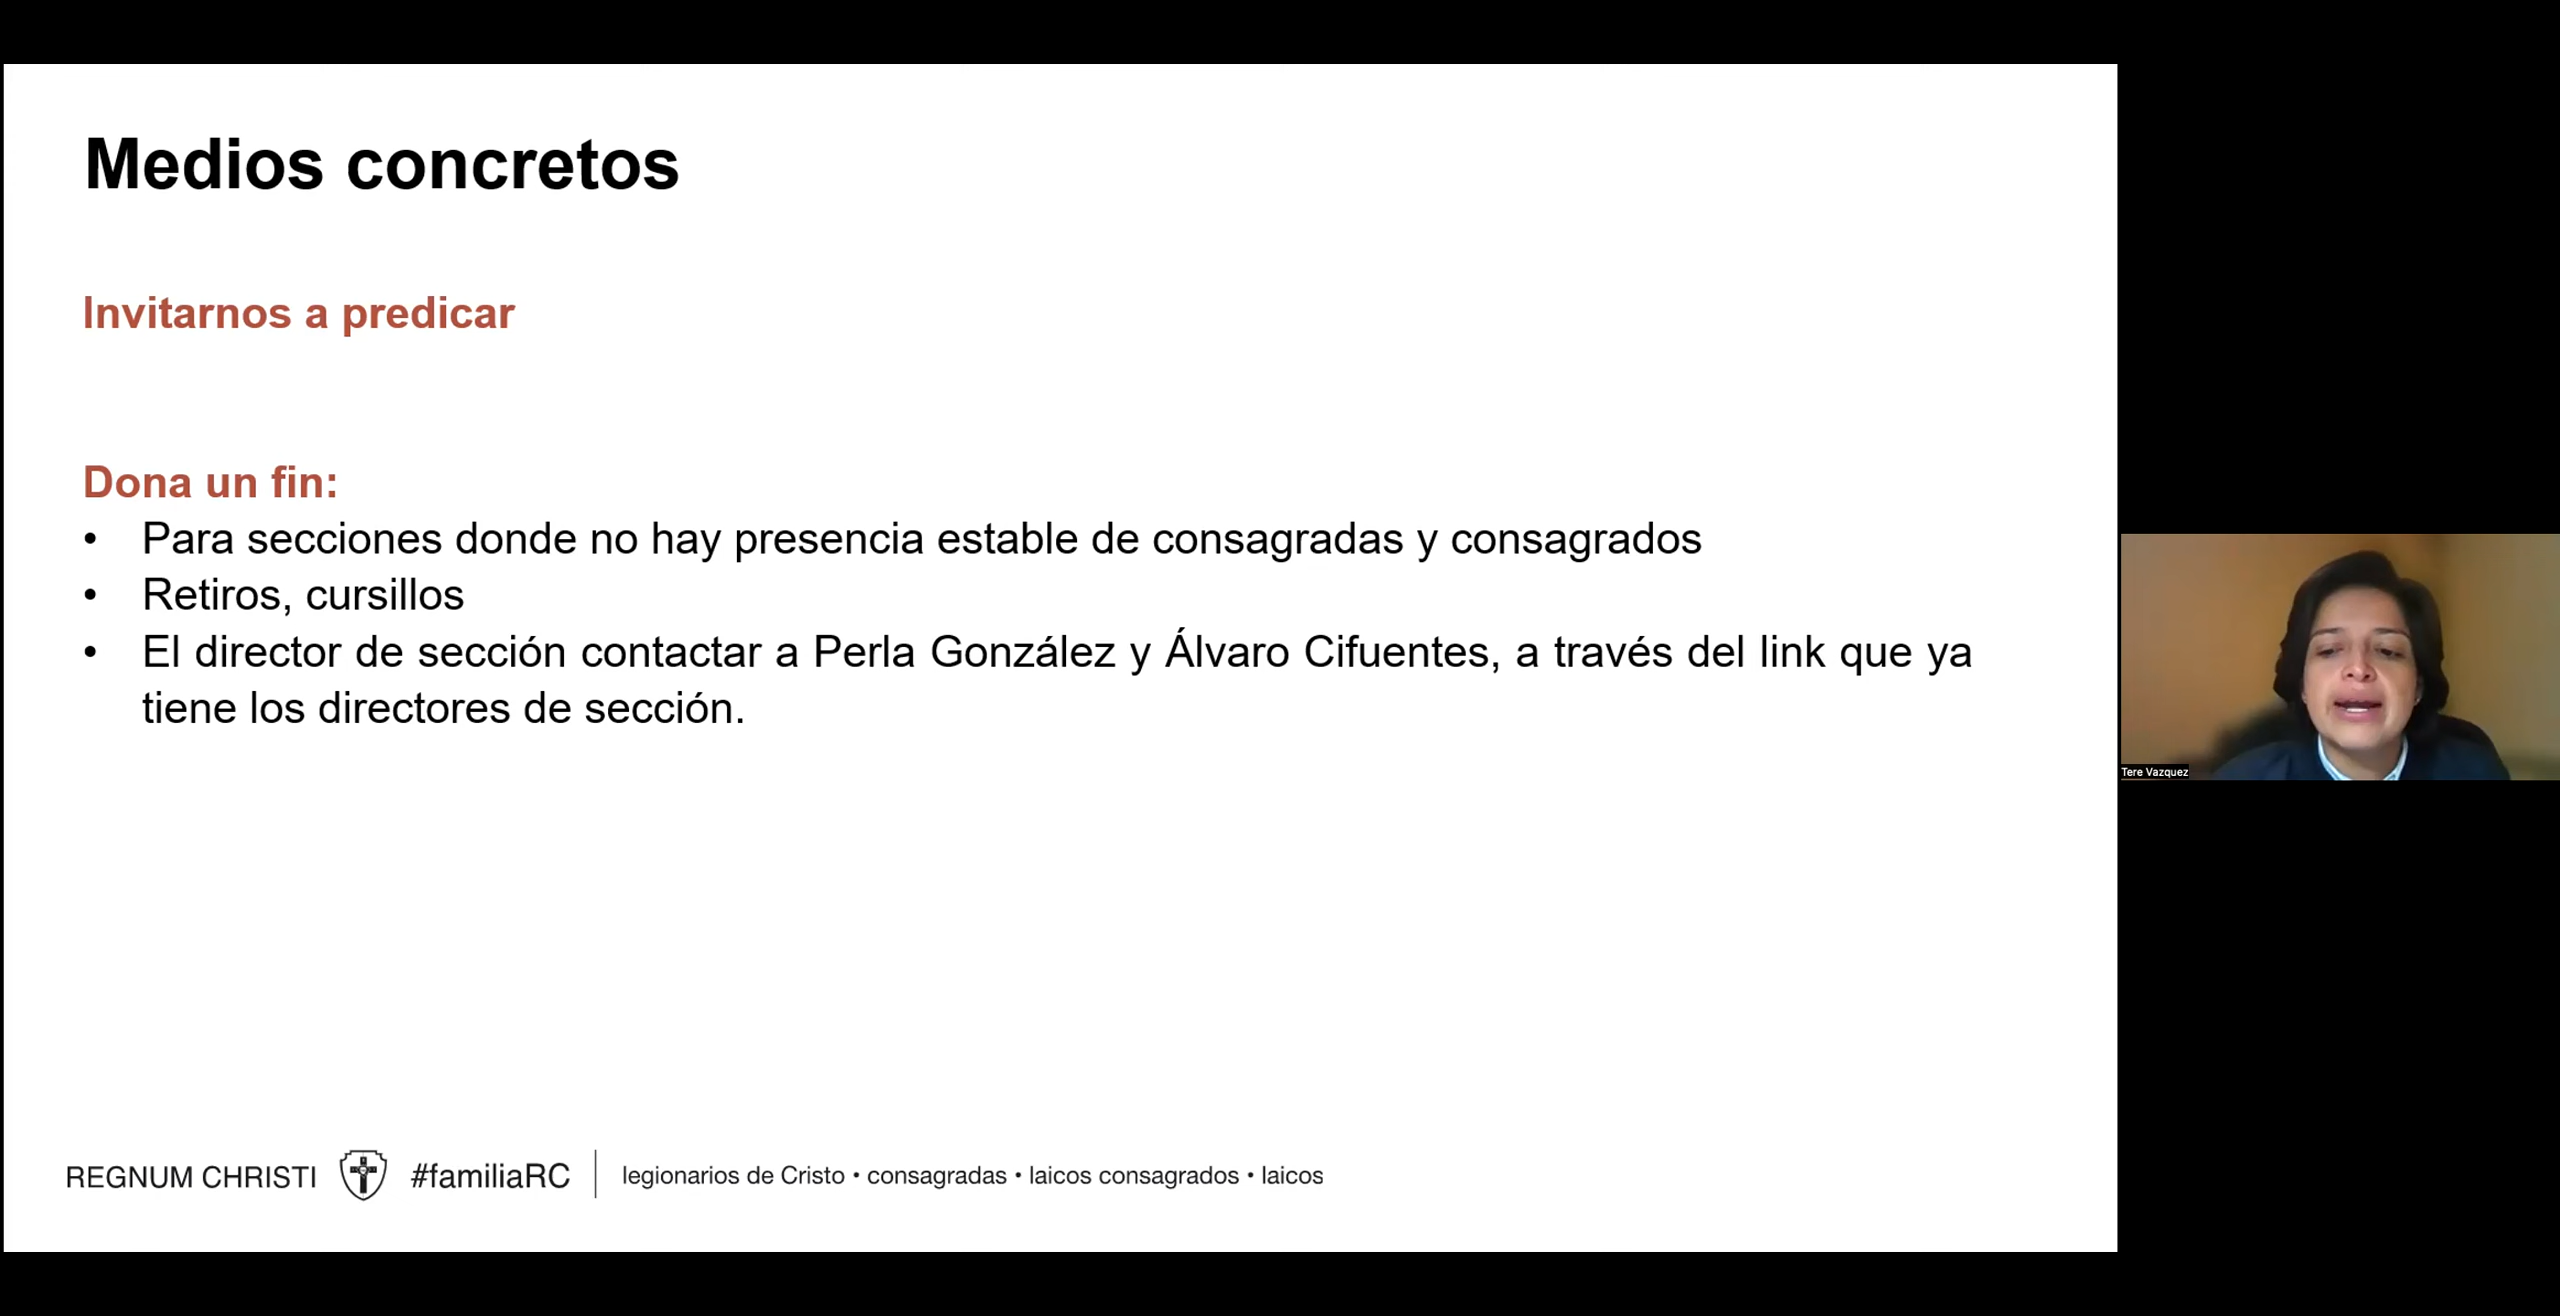 Medios concretos
Invitarnos a predicar
Dona un fin:
• Para secciones donde no hay presencia estable de consagradas y consagrados
• Retiros, cursillos
• El director de sección contactar a Perla González y Álvaro Cifuentes, a través del link que ya
tiene los directores de sección.
Tere Vazquez
REGNUM CHRISTI #familiaRC legionarios de Cristo • consagradas • laicos consagrados • laicos